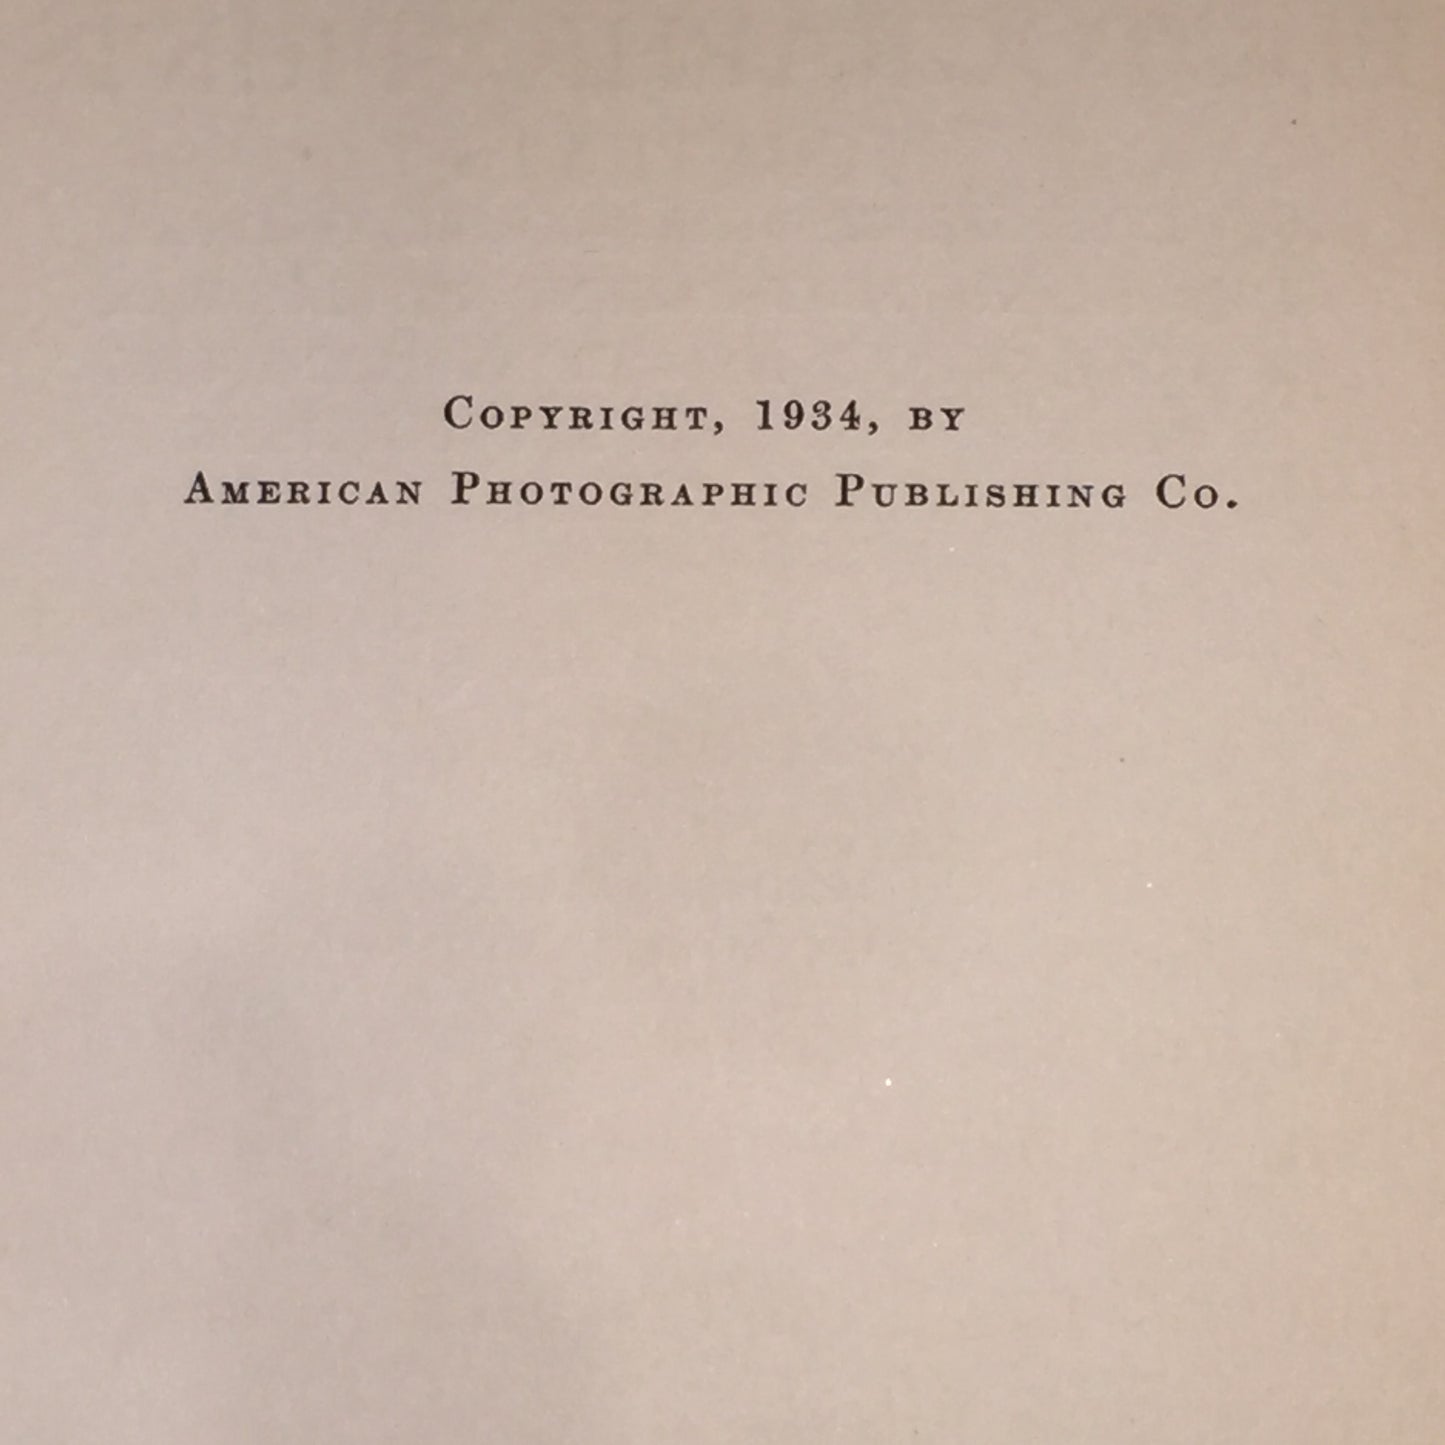 Copyright, 1934, by
American Photographic Publishing Co.